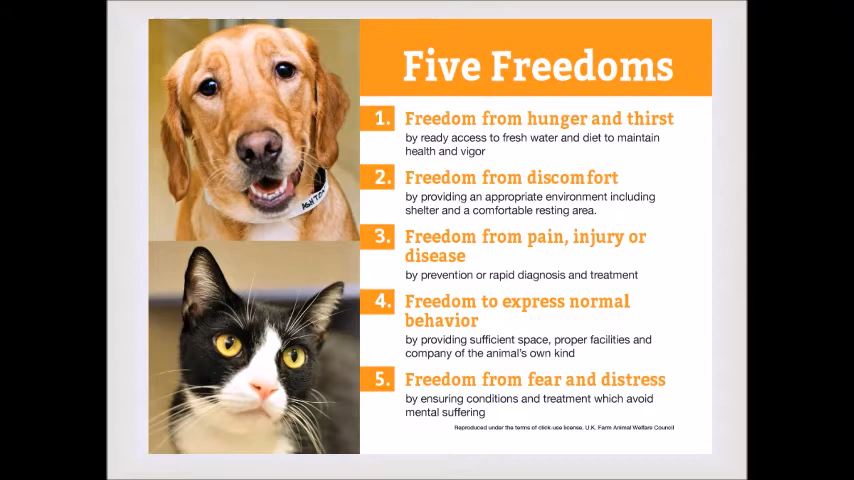 Five Freedoms
1. Freedom from hunger and thirst
by ready access to fresh water and diet to maintain
health and vigor
2. Freedom from discomfort
by providing an appropriate environment including
shelter and a comfortable resting area.
3. Freedom from pain, injury or
disease
by prevention or rapid diagnosis and treatment
4. Freedom to express normal
behavior
by providing sufficient space, proper facilities and
company of the animal's own kind
5. Freedom from fear and distress
by ensuring conditions and treatment which avoid
mental suffering
Reproduced under the terms of click-use license, U.K. Farm Animal Welfare Council